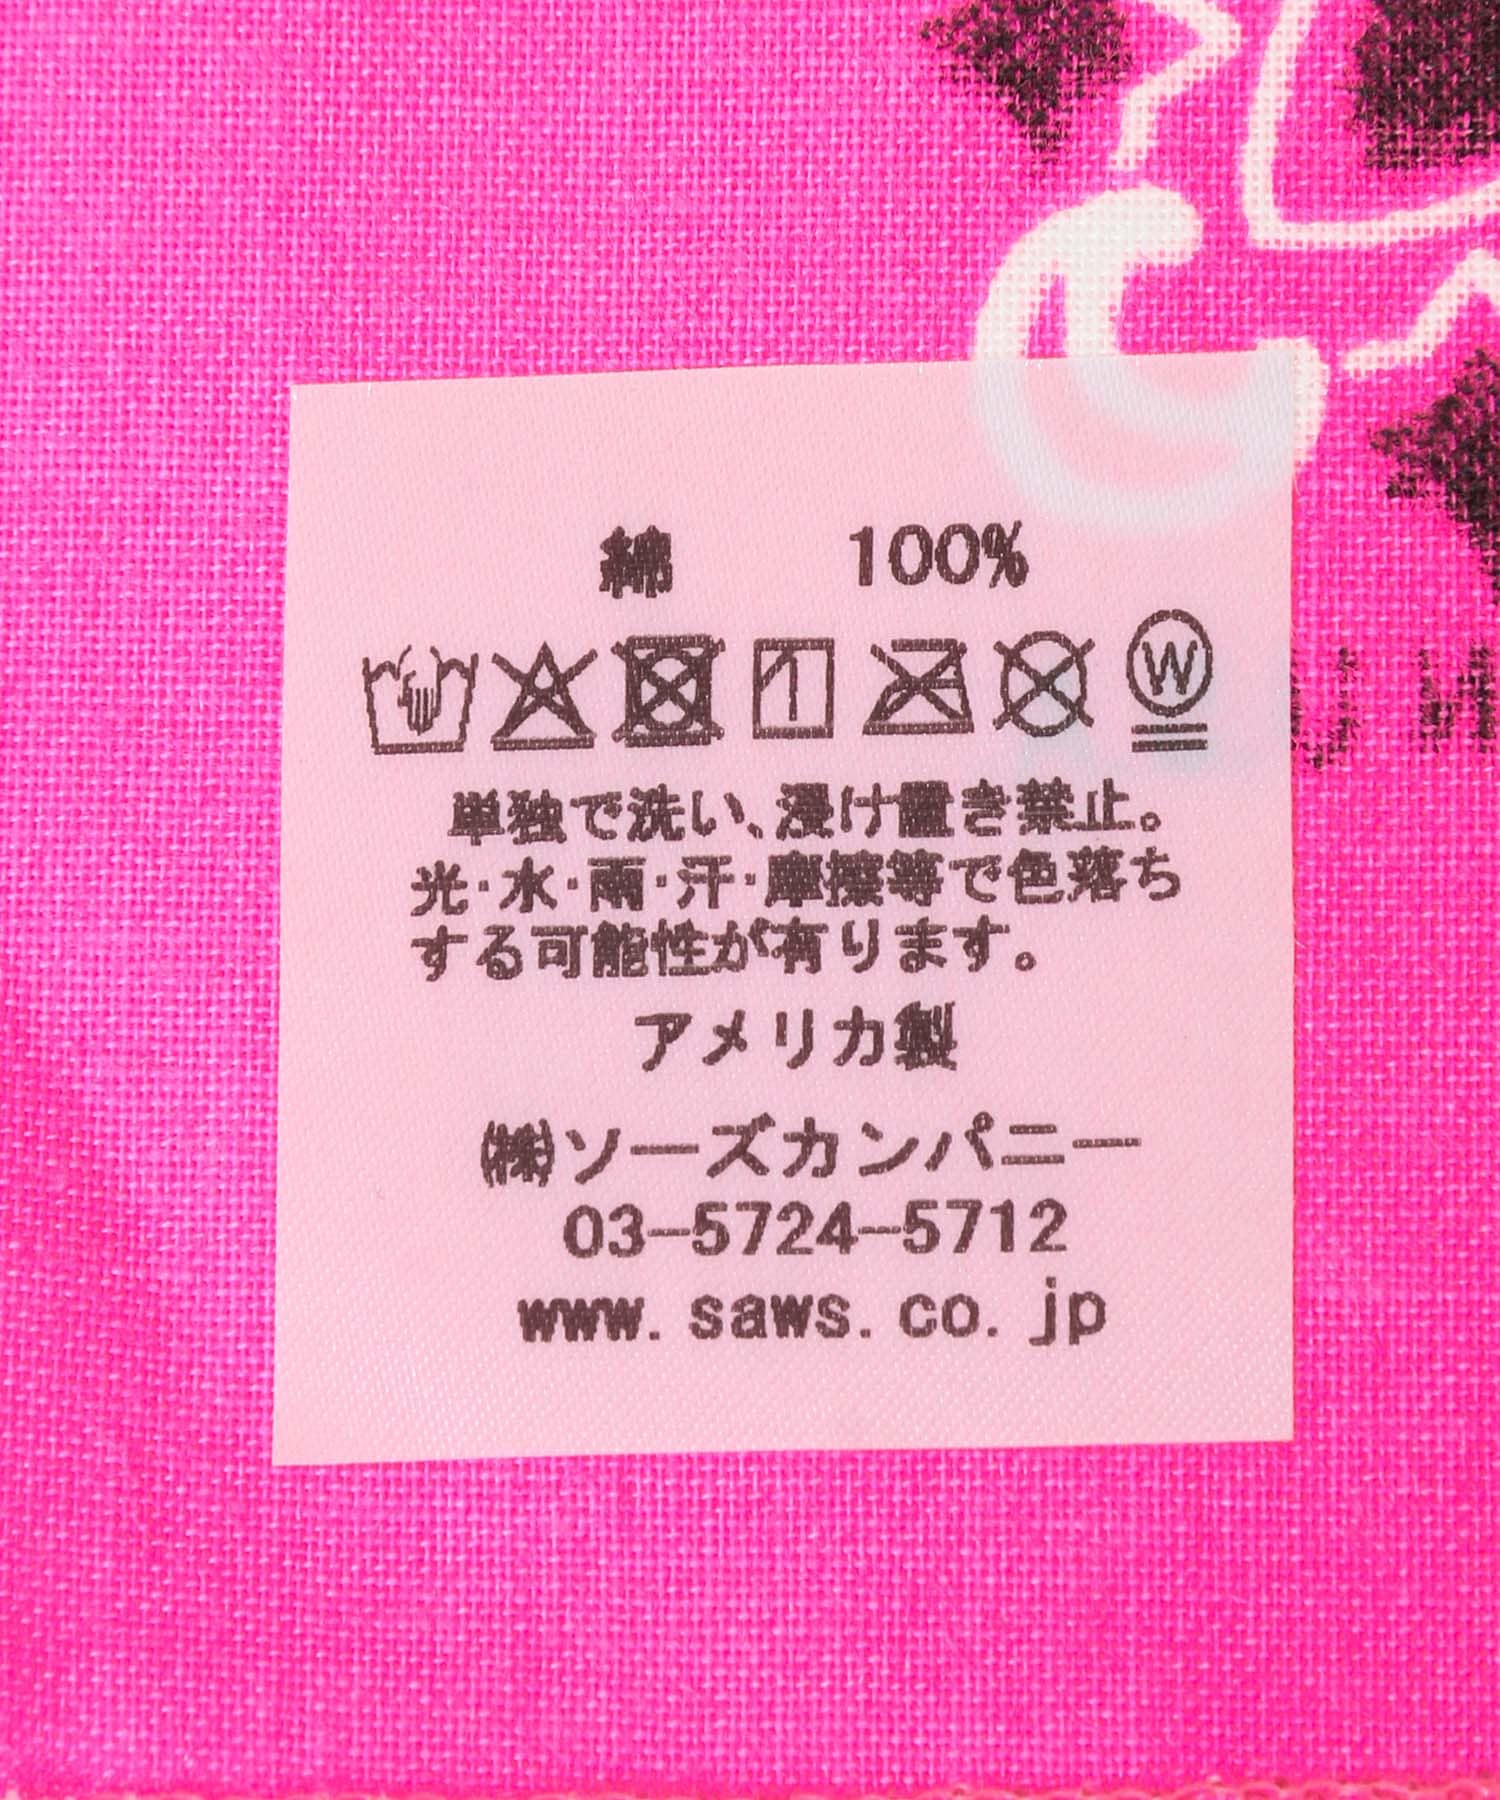 綿 100%
W
単独で洗い、浸け置き禁止。
光・水・雨・汗・摩擦等で色落ち
する可能性が有ります。
アメリカ製
(株)ソーズカンパニー
03-5724-5712
www.saws.co.jp